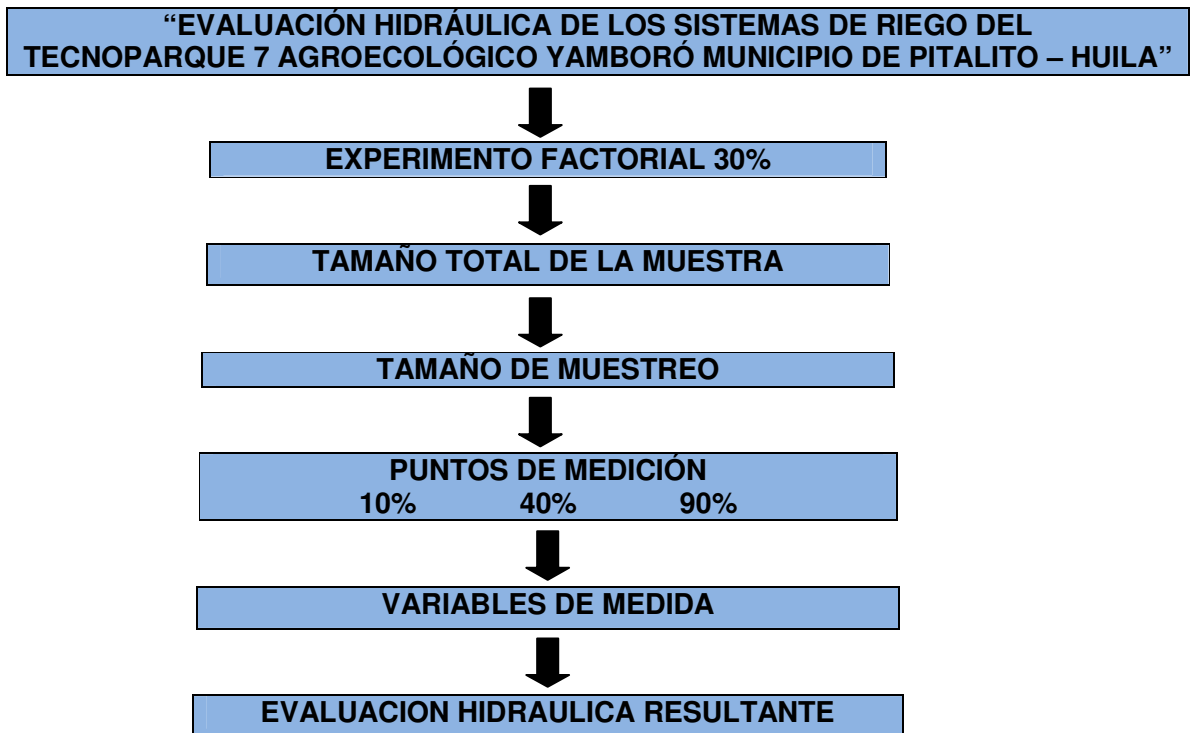 “EVALUACIÓN HIDRÁULICA DE LOS SISTEMAS DE RIEGO DEL
TECNOPARQUE 7 AGROECOLÓGICO YAMBORÓ MUNICIPIO DE PITALITO – HUILA”
EXPERIMENTO FACTORIAL 30%
TAMAÑO TOTAL DE LA MUESTRA
TAMAÑO DE MUESTREO
PUNTOS DE MEDICIÓN
10% 40% 90%
VARIABLES DE MEDIDA
EVALUACION HIDRAULICA RESULTANTE